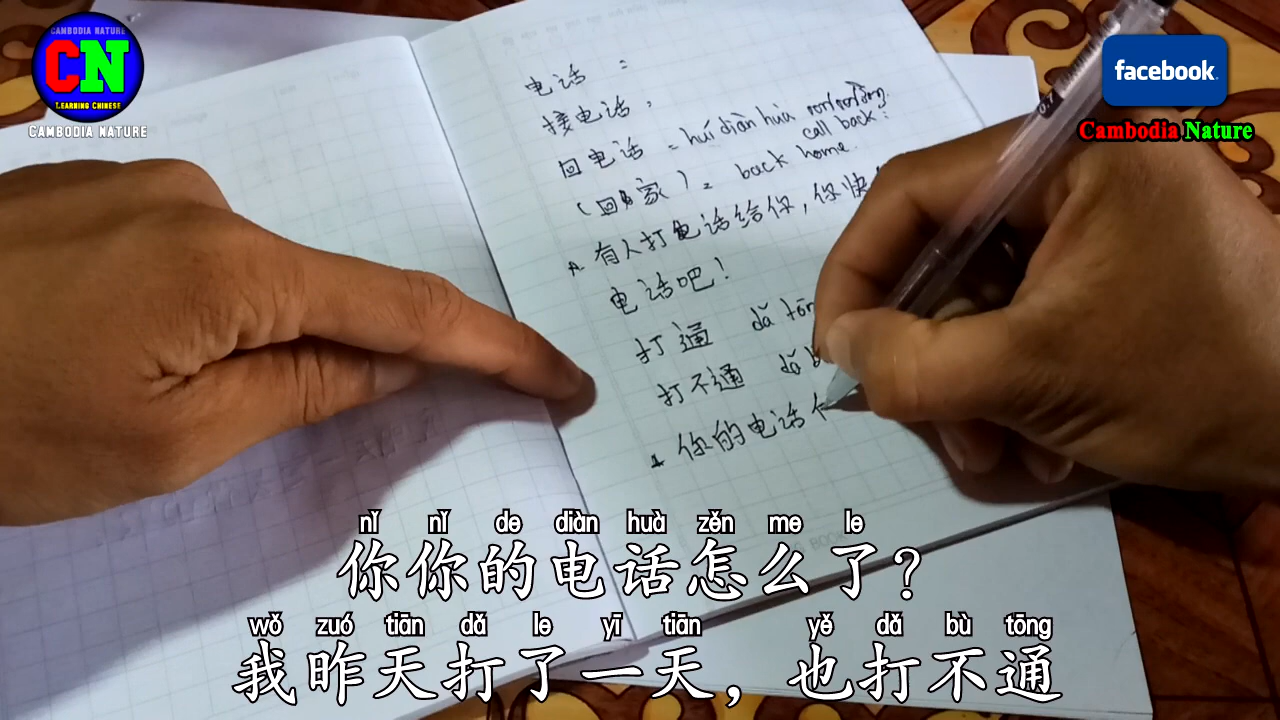 CAMBODIA NATURE
CN
Learning Chinese
CAMBODIA NATURE
facebook
Cambodia Nature
电话 :
接电话 :
回电话 = huí diàn huà
call back :
(回家) = back home.
A. 有人打电话给你,你快
电话吧!
打通 dǎ tōn
打不通 dǎ b
你的电话
nǐ nǐ de diàn huà zěn me le
你你的电话怎么了?
wǒ zuó tiān dǎ le yī tiān yě dǎ bù tōng
我昨天打了一天,也打不通